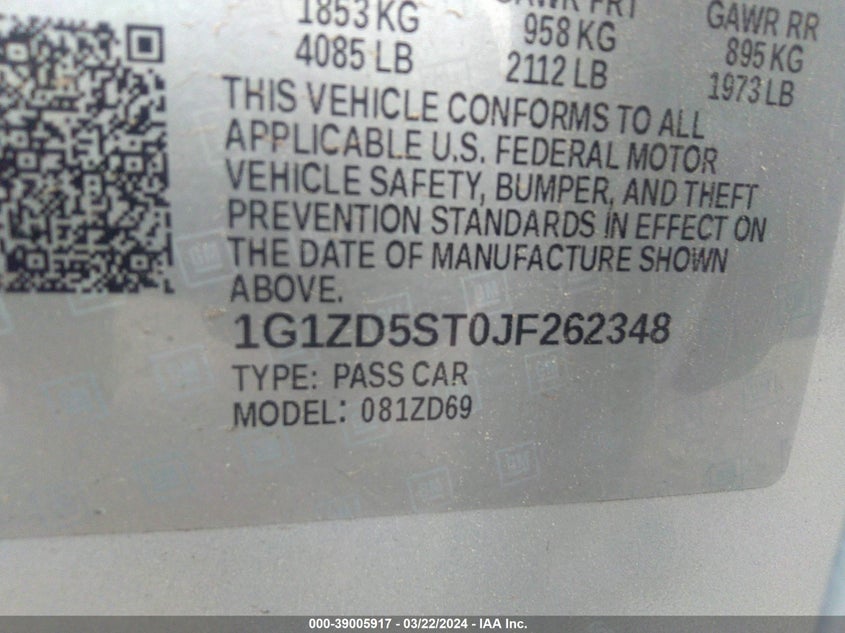 1853 KG
4085 LB
GAWR FRT
958 KG
2112 LB
GAWR RR
895 KG
1973 LB
THIS VEHICLE CONFORMS TO ALL
APPLICABLE U.S. FEDERAL MOTOR
VEHICLE SAFETY, BUMPER, AND THEFT
PREVENTION STANDARDS IN EFFECT ON
THE DATE OF MANUFACTURE SHOWN
ABOVE.
1G1ZD5ST0JF262348
TYPE: PASS CAR
MODEL: 081ZD69
000-39005917 - 03/22/2024 - IAA Inc.